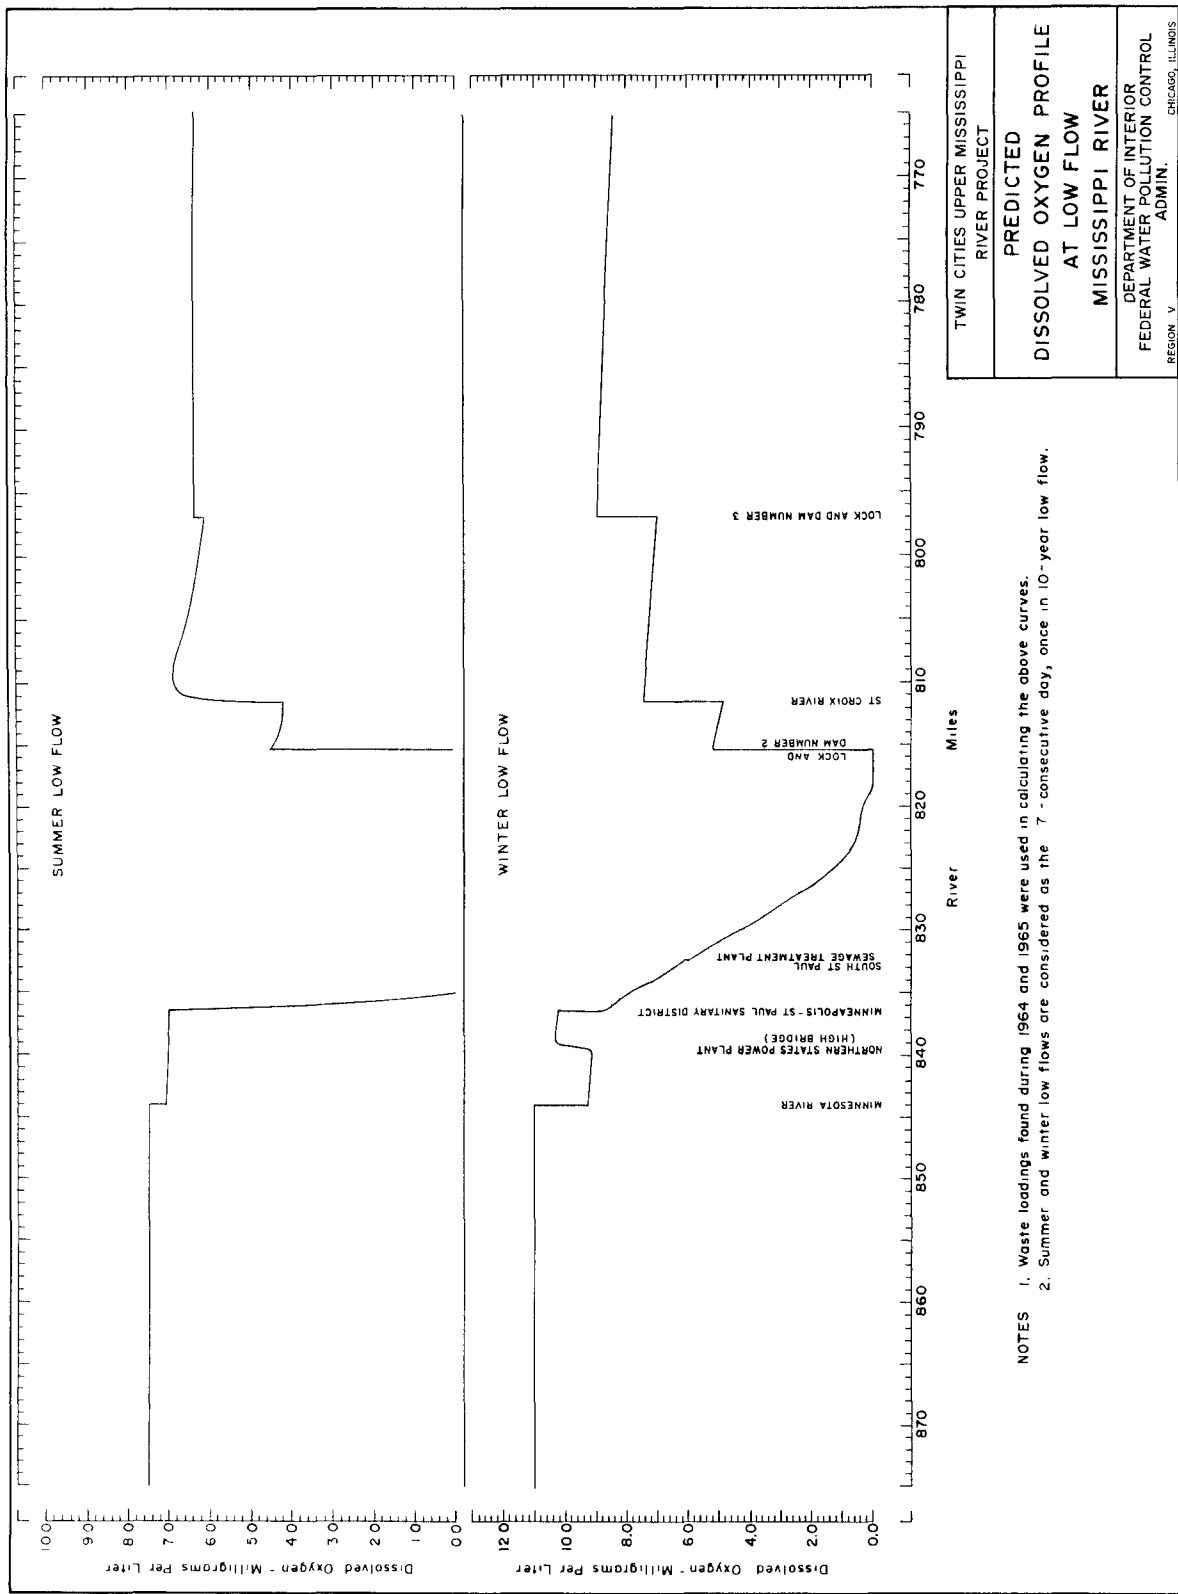 SUMMER LOW FLOW
Dissolved Oxygen - Milligrams Per Liter
10.0
9.0
8.0
7.0
6.0
5.0
4.0
3.0
2.0
1.0
0.0
WINTER LOW FLOW
Dissolved Oxygen - Milligrams Per Liter
12.0
10.0
8.0
6.0
4.0
2.0
0.0
MINNESOTA RIVER
NORTHERN STATES POWER PLANT
(HIGH BRIDGE)
MINNEAPOLIS-ST PAUL SANITARY DISTRICT
SOUTH ST PAUL
SEWAGE TREATMENT PLANT
LOCK AND
DAM NUMBER 2
ST CROIX RIVER
LOCK AND DAM NUMBER 3
870
860
850
840
830
820
810
800
790
780
770
River Miles
NOTES 1. Waste loadings found during 1964 and 1965 were used in calculating the above curves.
2. Summer and winter low flows are considered as the 7-consecutive day, once in 10-year low flow.
TWIN CITIES UPPER MISSISSIPPI
RIVER PROJECT
PREDICTED
DISSOLVED OXYGEN PROFILE
AT LOW FLOW
MISSISSIPPI RIVER
DEPARTMENT OF INTERIOR
FEDERAL WATER POLLUTION CONTROL
ADMIN.
REGION V CHICAGO, ILLINOIS